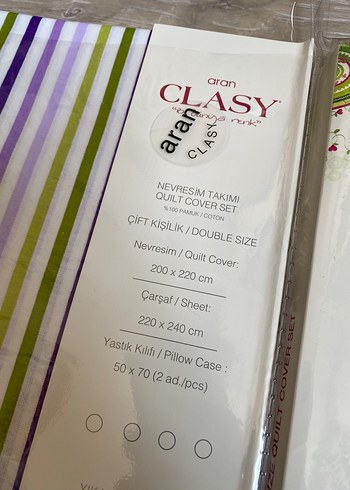 aran
CLASY
aran
CLASY
NEVRESİM TAKIMI
QUILT COVER SET
%100 PAMUK / COTON
ÇİFT KİŞİLİK / DOUBLE SIZE
Nevresim / Quilt Cover:
200 x 220 cm
Çarşaf / Sheet:
220 x 240 cm
Yastık Kılıfı / Pillow Case :
50 x 70 (2 ad./pcs)
QUILT COVER SET